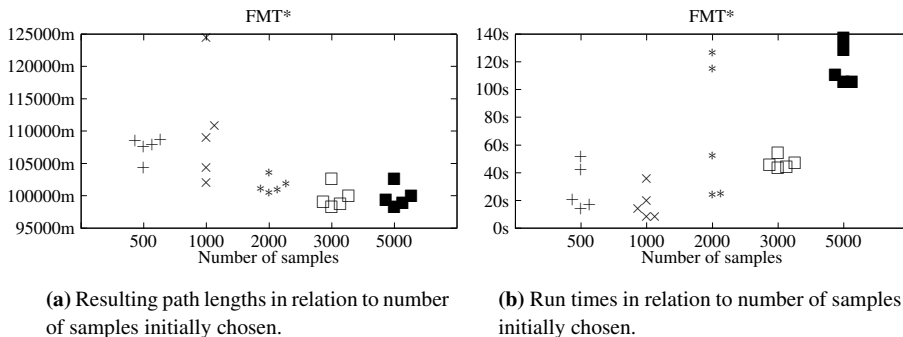 FMT*
125000m
120000m
115000m
110000m
105000m
100000m
95000m
500 1000 2000 3000 5000
Number of samples
(a) Resulting path lengths in relation to number
of samples initially chosen.
FMT*
140s
120s
100s
80s
60s
40s
20s
0s
500 1000 2000 3000 5000
Number of samples
(b) Run times in relation to number of samples
initially chosen.